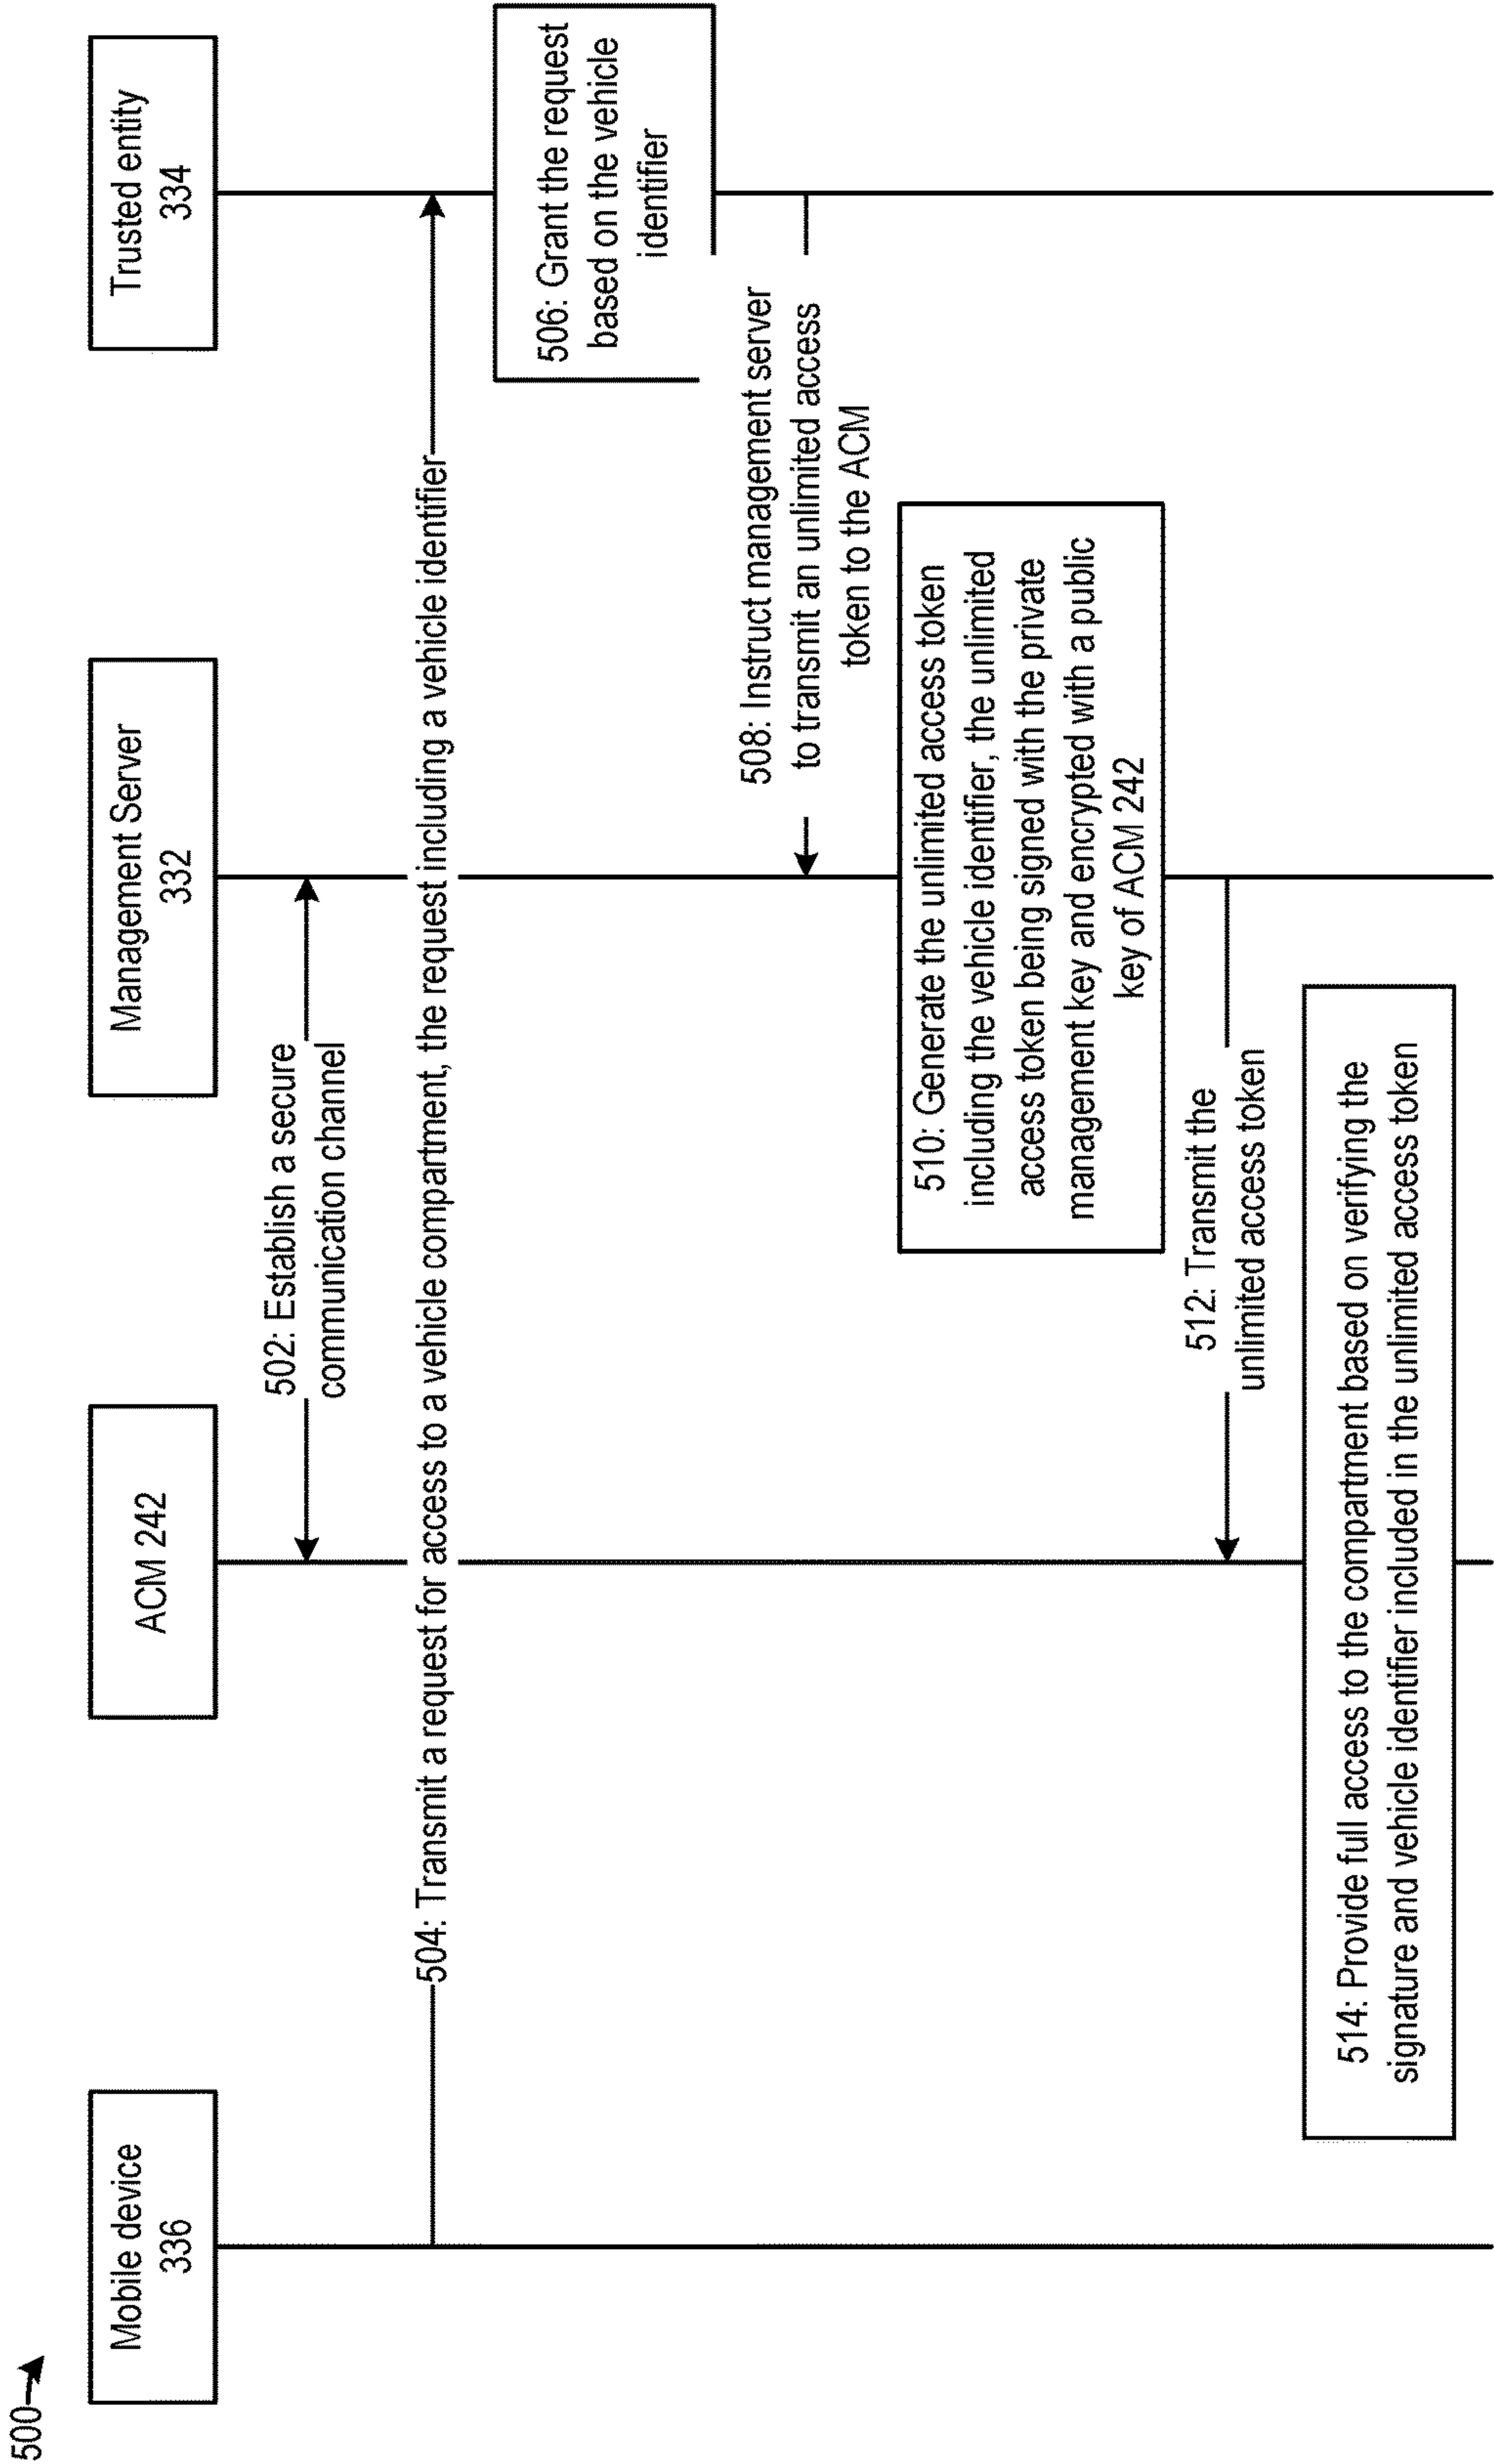 500
Mobile device
336
ACM 242
Management Server
332
Trusted entity
334
502: Establish a secure
communication channel
504: Transmit a request for access to a vehicle compartment, the request including a vehicle identifier
506: Grant the request
based on the vehicle
identifier
508: Instruct management server
to transmit an unlimited access
token to the ACM
510: Generate the unlimited access token
including the vehicle identifier, the unlimited
access token being signed with the private
management key and encrypted with a public
key of ACM 242
512: Transmit the
unlimited access token
514: Provide full access to the compartment based on verifying the
signature and vehicle identifier included in the unlimited access token